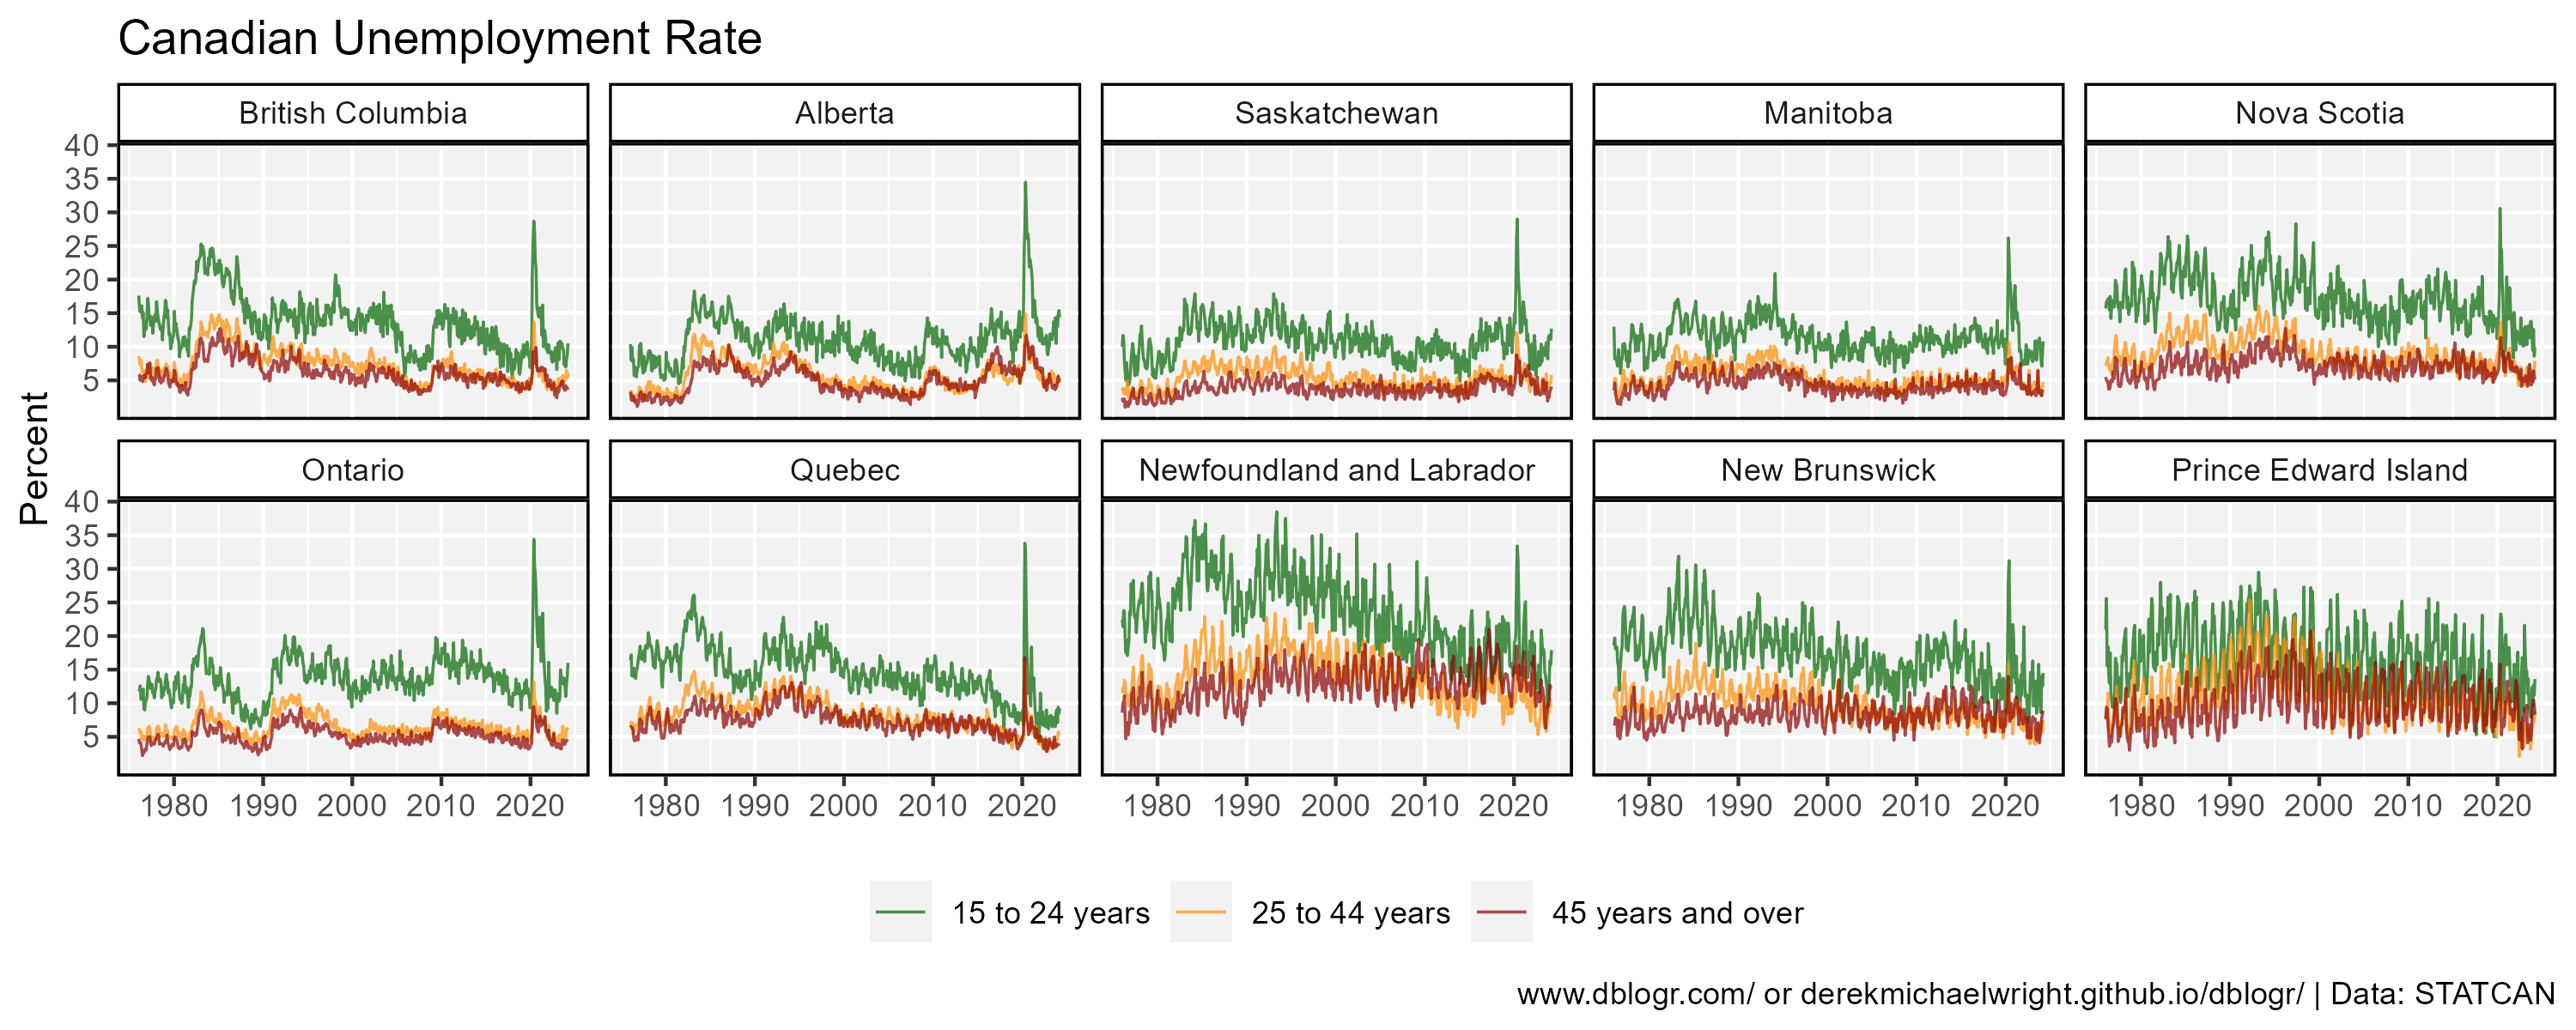 Canadian Unemployment Rate
British Columbia
Alberta
Saskatchewan
Manitoba
Nova Scotia
40
35
30
25
20
15
10
5
Percent
Ontario
Quebec
Newfoundland and Labrador
New Brunswick
Prince Edward Island
40
35
30
25
20
15
10
5
1980 1990 2000 2010 2020
1980 1990 2000 2010 2020
1980 1990 2000 2010 2020
1980 1990 2000 2010 2020
1980 1990 2000 2010 2020
15 to 24 years
25 to 44 years
45 years and over
www.dblogr.com/ or derekmichaelwright.github.io/dblogr/ | Data: STATCAN